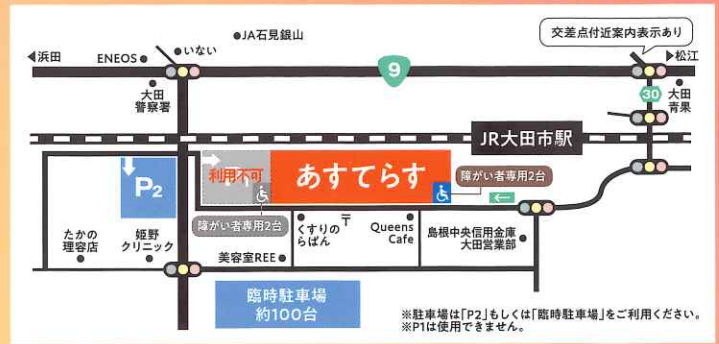 交差点付近案内表示あり
◀浜田
ENEOS
いない
JA石見銀山
9
▶松江
大田
警察署
30
大田
青果
JR大田市駅
P2
P1
利用不可
あすてらす
障がい者専用2台
障がい者専用2台
たかの
理容店
姫野
クリニック
くすりの
らぱん
〒
Queens
Cafe
島根中央信用金庫
大田営業部
美容室REE
臨時駐車場
約100台
※駐車場は「P2」もしくは「臨時駐車場」をご利用ください。
※P1は使用できません。